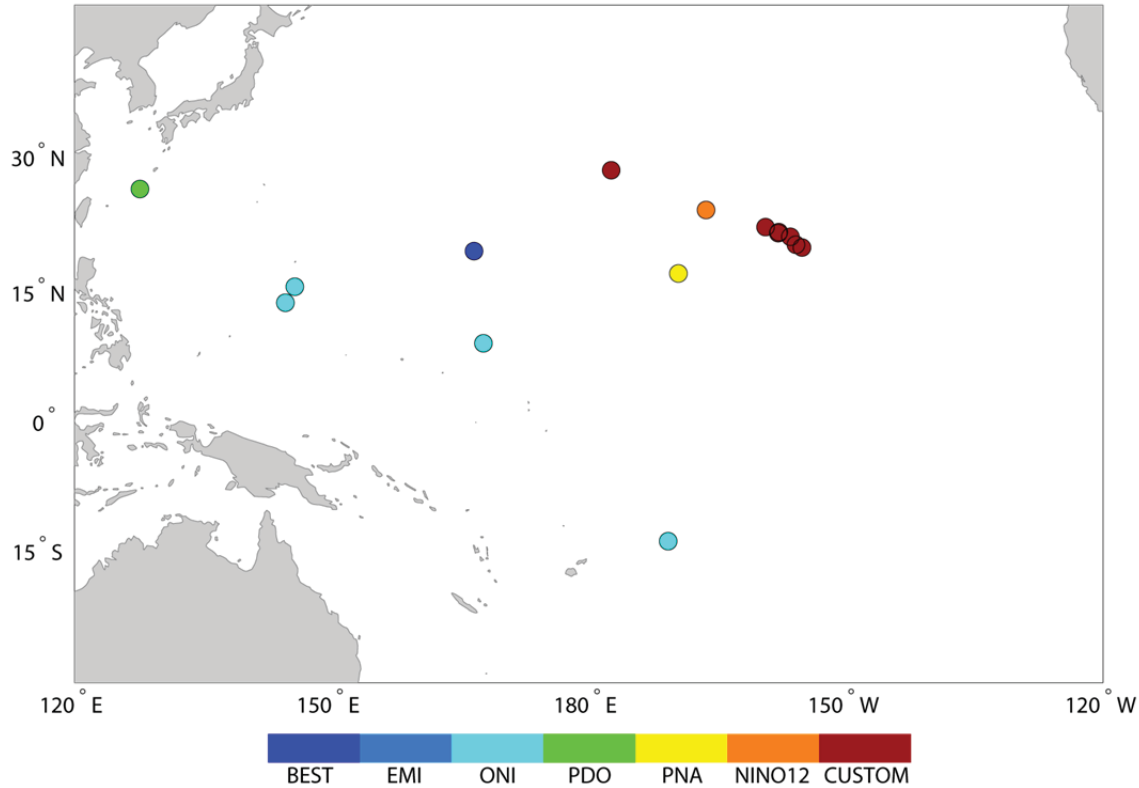 30° N
15° N
0°
15° S
120° E 150° E 180° E 150° W 120° W
BEST EMI ONI PDO PNA NINO12 CUSTOM